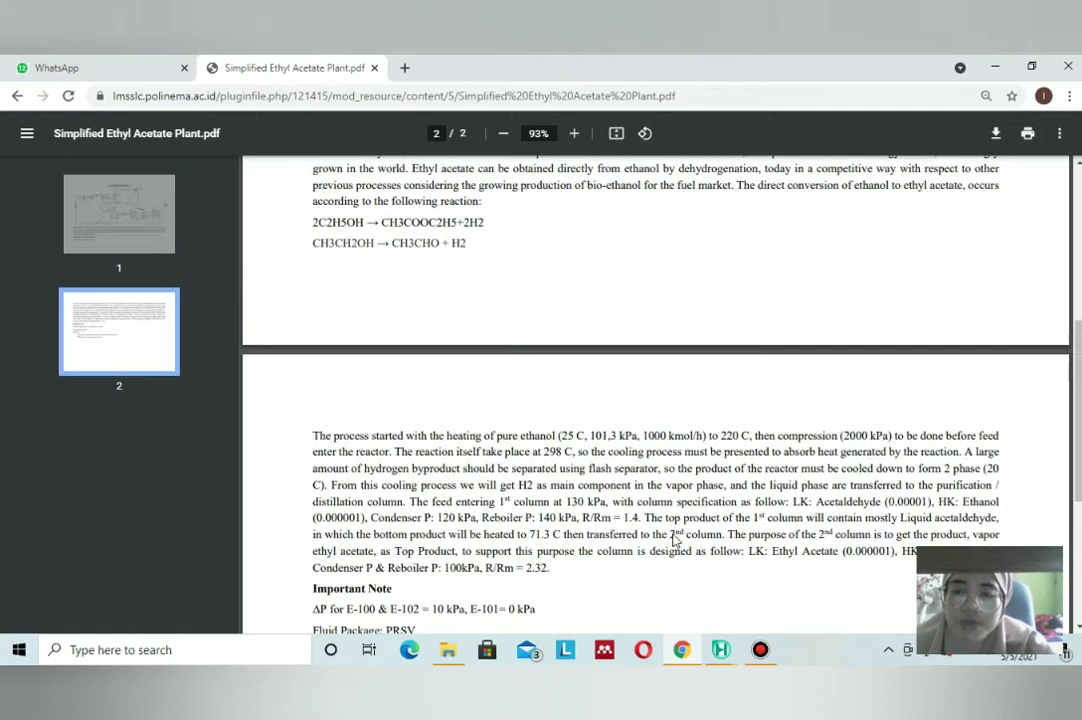 WhatsApp
Simplified Ethyl Acetate Plant.pdf
lmsslc.polinema.ac.id/pluginfile.php/121415/mod_resource/content/5/Simplified%20Ethyl%20Acetate%20Plant.pdf
I
Simplified Ethyl Acetate Plant.pdf
2 / 2
93%
1
2
grown in the world. Ethyl acetate can be obtained directly from ethanol by dehydrogenation, today in a competitive way with respect to other
previous processes considering the growing production of bio-ethanol for the fuel market. The direct conversion of ethanol to ethyl acetate, occurs
according to the following reaction:
2C2H5OH → CH3COOC2H5+2H2
CH3CH2OH → CH3CHO + H2
The process started with the heating of pure ethanol (25 C, 101,3 kPa, 1000 kmol/h) to 220 C, then compression (2000 kPa) to be done before feed
enter the reactor. The reaction itself take place at 298 C, so the cooling process must be presented to absorb heat generated by the reaction. A large
amount of hydrogen byproduct should be separated using flash separator, so the product of the reactor must be cooled down to form 2 phase (20
C). From this cooling process we will get H2 as main component in the vapor phase, and the liquid phase are transferred to the purification /
distillation column. The feed entering 1st column at 130 kPa, with column specification as follow: LK: Acetaldehyde (0.00001), HK: Ethanol
(0.000001), Condenser P: 120 kPa, Reboiler P: 140 kPa, R/Rm = 1.4. The top product of the 1st column will contain mostly Liquid acetaldehyde,
in which the bottom product will be heated to 71.3 C then transferred to the 2nd column. The purpose of the 2nd column is to get the product, vapor
ethyl acetate, as Top Product, to support this purpose the column is designed as follow: LK: Ethyl Acetate (0.000001), HK
Condenser P & Reboiler P: 100kPa, R/Rm = 2.32.
Important Note
ΔP for E-100 & E-102 = 10 kPa, E-101= 0 kPa
Fluid Package: PRSV
Type here to search
3
L
5/5/2021